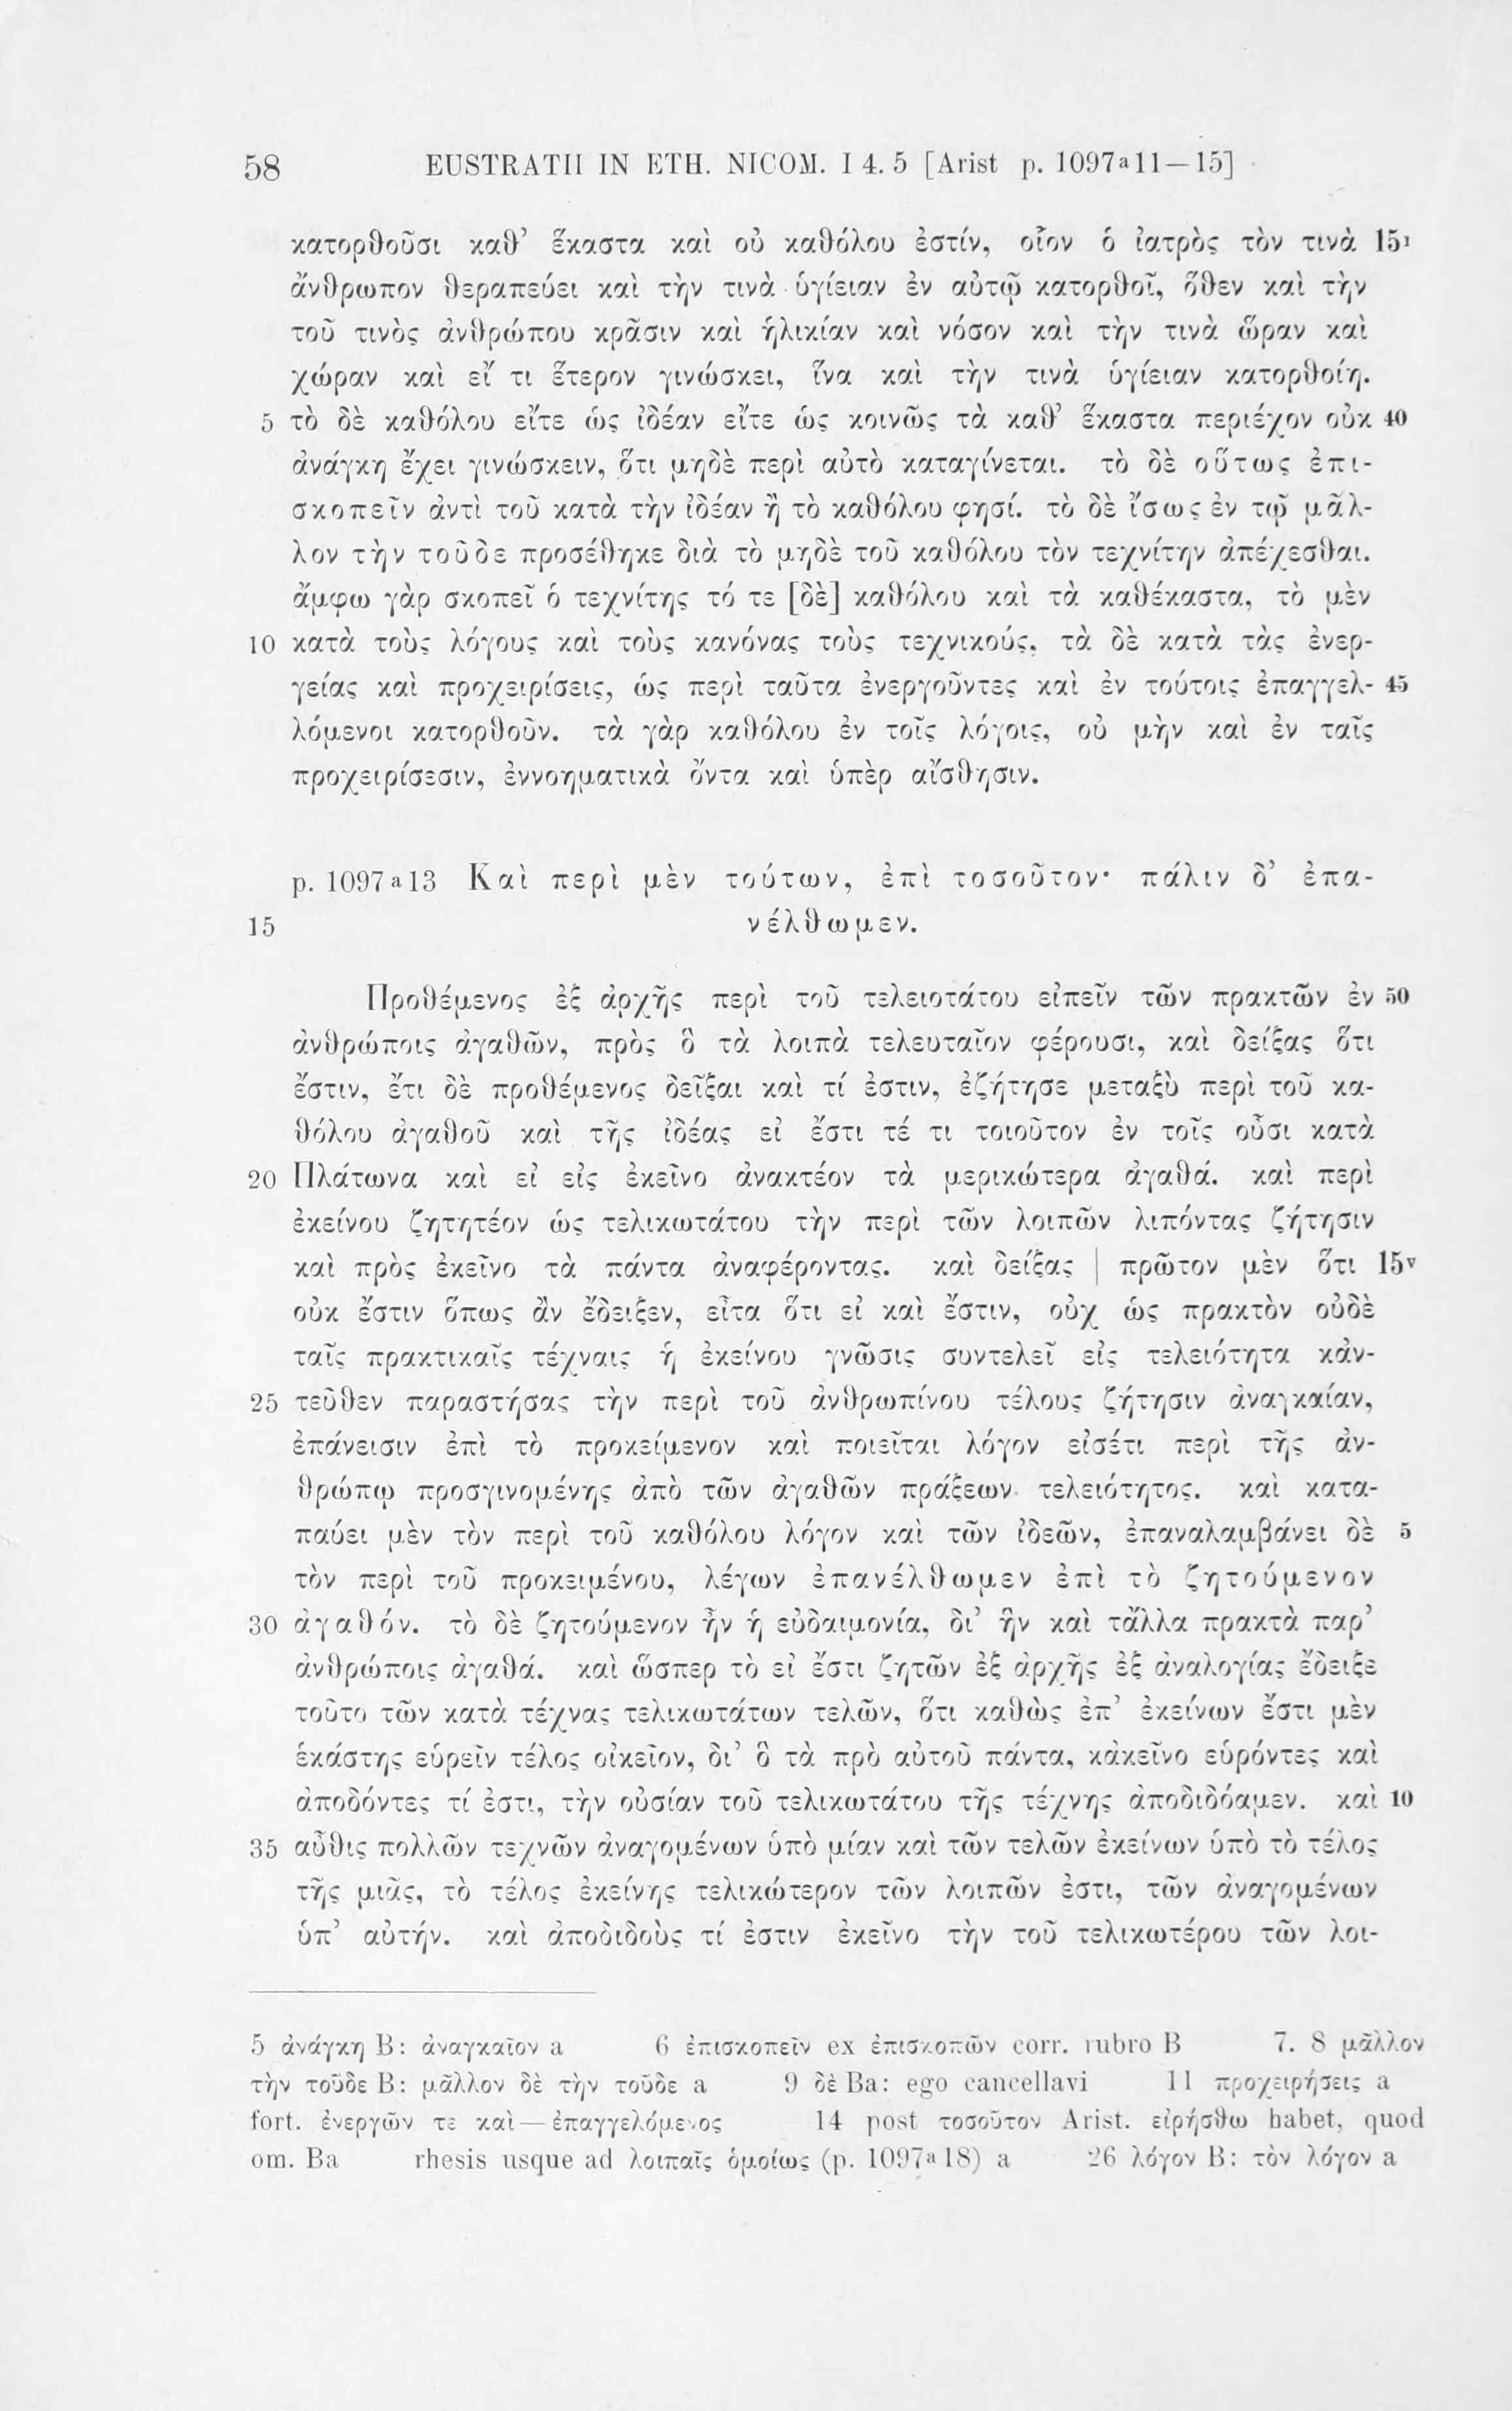 58 EUSTRATII IN ETH. NICOM. I 4. 5 [Arist p. 1097ª11—15]
κατορθοῦσι καθ’ ἕκαστα καὶ οὐ καθόλου ἐστίν, οἷον ὁ ἰατρὸς τὸν τινὰ 15r
ἄνθρωπον θεραπεύει καὶ τὴν τινὰ ὑγίειαν ἐν αὐτῷ κατορθοῖ, ὅθεν καὶ τὴν
τοῦ τινὸς ἀνθρώπου κρᾶσιν καὶ ἡλικίαν καὶ νόσον καὶ τὴν τινὰ ὥραν καὶ
χώραν καὶ εἴ τι ἕτερον γινώσκει, ἵνα καὶ τὴν τινὰ ὑγίειαν κατορθοίη.
5 τὸ δὲ καθόλου εἴτε ὡς ἰδέαν εἴτε ὡς κοινῶς τὰ καθ’ ἕκαστα περιέχον οὐκ 40
ἀνάγκη ἔχει γινώσκειν, ὅτι μηδὲ περὶ αὐτὸ καταγίνεται. τὸ δὲ οὕτως ἐπι-
σκοπεῖν ἀντὶ τοῦ κατὰ τὴν ἰδέαν ἢ τὸ καθόλου φησί. τὸ δὲ ἴσως ἐν τῷ μᾶλ-
λον τὴν τοῦδε προσέθηκε διὰ τὸ μηδὲ τοῦ καθόλου τὸν τεχνίτην ἀπέχεσθαι.
ἄμφω γὰρ σκοπεῖ ὁ τεχνίτης τό τε [δὲ] καθόλου καὶ τὰ καθέκαστα, τὸ μὲν
10 κατὰ τοὺς λόγους καὶ τοὺς κανόνας τοὺς τεχνικούς, τὰ δὲ κατὰ τὰς ἐνερ-
γείας καὶ προχειρίσεις, ὡς περὶ ταῦτα ἐνεργοῦντες καὶ ἐν τούτοις ἐπαγγελ- 45
λόμενοι κατορθοῦν. τὰ γὰρ καθόλου ἐν τοῖς λόγοις, οὐ μὴν καὶ ἐν ταῖς
προχειρίσεσιν, ἐννοηματικὰ ὄντα καὶ ὑπὲρ αἴσθησιν.
p. 1097ª13 Καὶ περὶ μὲν τούτων, ἐπὶ τοσοῦτον· πάλιν δ’ ἐπα-
15 νέλθωμεν.
Προθέμενος ἐξ ἀρχῆς περὶ τοῦ τελειοτάτου εἰπεῖν τῶν πρακτῶν ἐν 50
ἀνθρώποις ἀγαθῶν, πρὸς ὃ τὰ λοιπὰ τελευταῖον φέρουσι, καὶ δείξας ὅτι
ἔστιν, ἔτι δὲ προθέμενος δεῖξαι καὶ τί ἐστιν, ἐζήτησε μεταξὺ περὶ τοῦ κα-
θόλου ἀγαθοῦ καὶ τῆς ἰδέας εἰ ἔστι τέ τι τοιοῦτον ἐν τοῖς οὖσι κατὰ
20 Πλάτωνα καὶ εἰ εἰς ἐκεῖνο ἀνακτέον τὰ μερικώτερα ἀγαθά. καὶ περὶ
ἐκείνου ζητητέον ὡς τελικωτάτου τὴν περὶ τῶν λοιπῶν λιπόντας ζήτησιν
καὶ πρὸς ἐκεῖνο τὰ πάντα ἀναφέροντας. καὶ δείξας | πρῶτον μὲν ὅτι 15v
οὐκ ἔστιν ὅπως ἂν ἔδειξεν, εἶτα ὅτι εἰ καὶ ἔστιν, οὐχ ὡς πρακτὸν οὐδὲ
ταῖς πρακτικαῖς τέχναις ἡ ἐκείνου γνῶσις συντελεῖ εἰς τελειότητα κἀν-
25 τεῦθεν παραστήσας τὴν περὶ τοῦ ἀνθρωπίνου τέλους ζήτησιν ἀναγκαίαν,
ἐπάνεισιν ἐπὶ τὸ προκείμενον καὶ ποιεῖται λόγον εἰσέτι περὶ τῆς ἀν-
θρώπῳ προσγινομένης ἀπὸ τῶν ἀγαθῶν πράξεων τελειότητος. καὶ κατα-
παύει μὲν τὸν περὶ τοῦ καθόλου λόγον καὶ τῶν ἰδεῶν, ἐπαναλαμβάνει δὲ 5
τὸν περὶ τοῦ προκειμένου, λέγων ἐπανέλθωμεν ἐπὶ τὸ ζητούμενον
30 ἀγαθόν. τὸ δὲ ζητούμενον ἦν ἡ εὐδαιμονία, δι’ ἣν καὶ τἄλλα πρακτὰ παρ’
ἀνθρώποις ἀγαθά. καὶ ὥσπερ τὸ εἰ ἔστι ζητῶν ἐξ ἀρχῆς ἐξ ἀναλογίας ἔδειξε
τοῦτο τῶν κατὰ τέχνας τελικωτάτων τελῶν, ὅτι καθὼς ἐπ’ ἐκείνων ἔστι μὲν
ἑκάστης εὑρεῖν τέλος οἰκεῖον, δι’ ὃ τὰ πρὸ αὐτοῦ πάντα, κἀκεῖνο εὑρόντες καὶ
ἀποδόντες τί ἐστι, τὴν οὐσίαν τοῦ τελικωτάτου τῆς τέχνης ἀποδιδόαμεν. καὶ 10
35 αὖθις πολλῶν τεχνῶν ἀναγομένων ὑπὸ μίαν καὶ τῶν τελῶν ἐκείνων ὑπὸ τὸ τέλος
τῆς μιᾶς, τὸ τέλος ἐκείνης τελικώτερον τῶν λοιπῶν ἐστι, τῶν ἀναγομένων
ὑπ’ αὐτήν. καὶ ἀποδιδοὺς τί ἐστιν ἐκεῖνο τὴν τοῦ τελικωτέρου τῶν λοι-
5 ἀνάγκη B: ἀναγκαῖον a 6 ἐπισκοπεῖν ex ἐπισκοπῶν corr. rubro B 7. 8 μᾶλλον
τὴν τοῦδε B: μᾶλλον δὲ τὴν τοῦδε a 9 δὲ Ba: ego cancellavi 11 προχειρήσεις a
fort. ἐνεργῶν τε καὶ — ἐπαγγελόμενος 14 post τοσοῦτον Arist. εἰρήσθω habet, quod
om. Ba rhesis usque ad λοιπαῖς ὁμοίως (p. 1097ª18) a 26 λόγον B: τὸν λόγον a